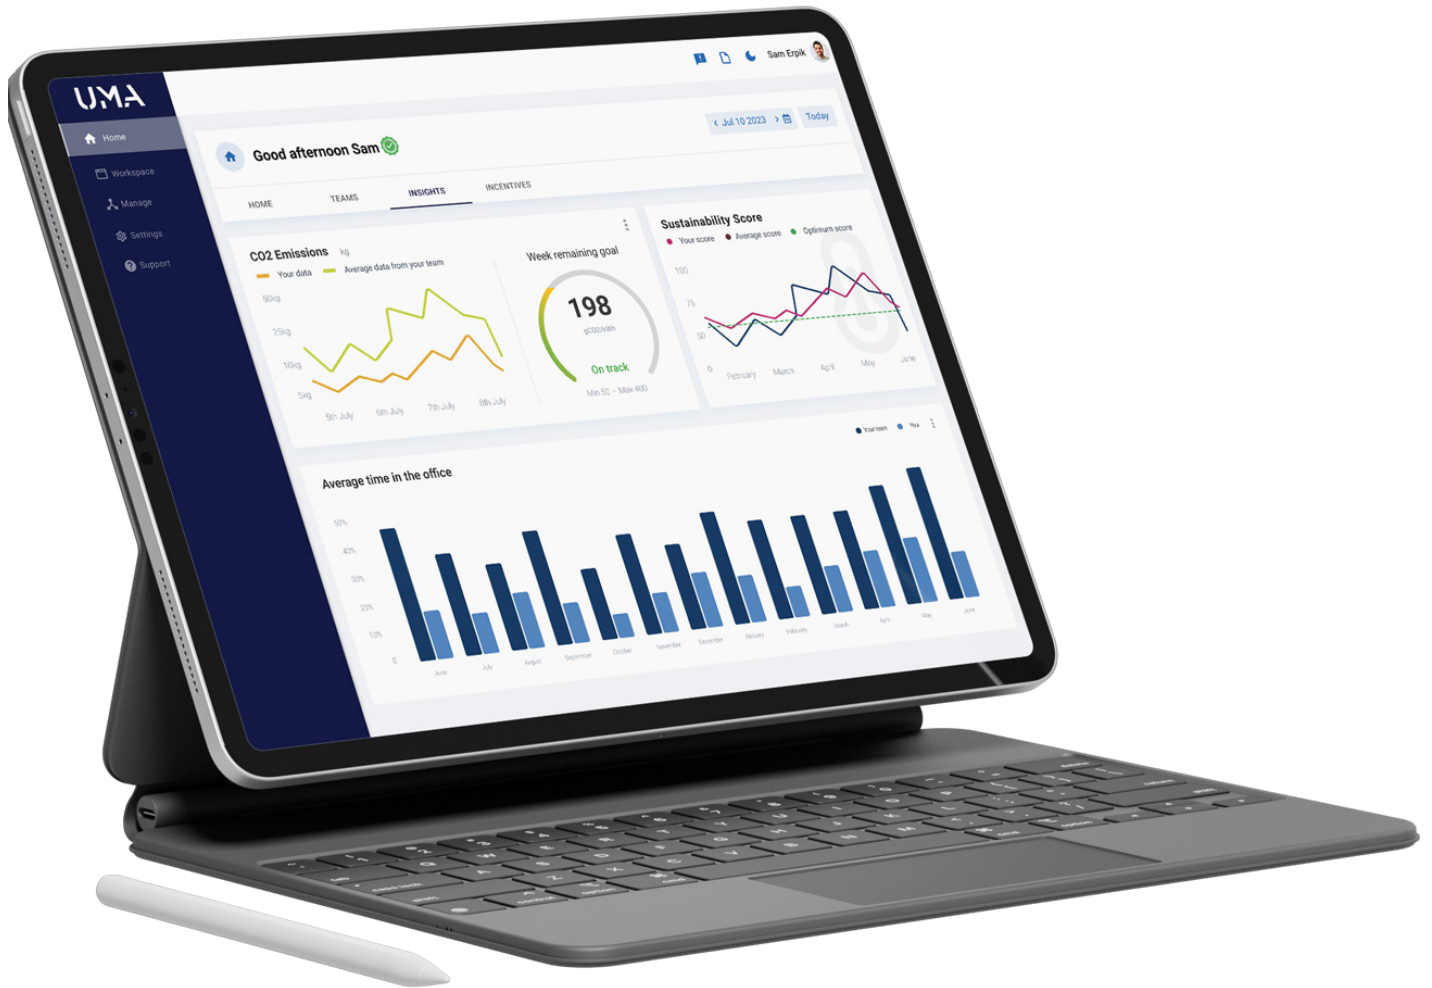 UMA
Sam Erpik
Home
Workspace
Manage
Settings
Support
Good afternoon Sam
Jul 10 2023
Today
HOME
TEAMS
INSIGHTS
INCENTIVES
CO2 Emissions kg
Your data
Average data from your team
50kg
25kg
10kg
5kg
5th July
6th July
7th July
8th July
Week remaining goal
198
gCO2/kWh
On track
Min 50 - Max 400
Sustainability Score
Your score
Average score
Optimum score
100
75
50
0
February
March
April
May
June
Average time in the office
Your team
You
50%
40%
30%
20%
10%
0
June
July
August
September
October
November
December
January
February
March
April
May
June